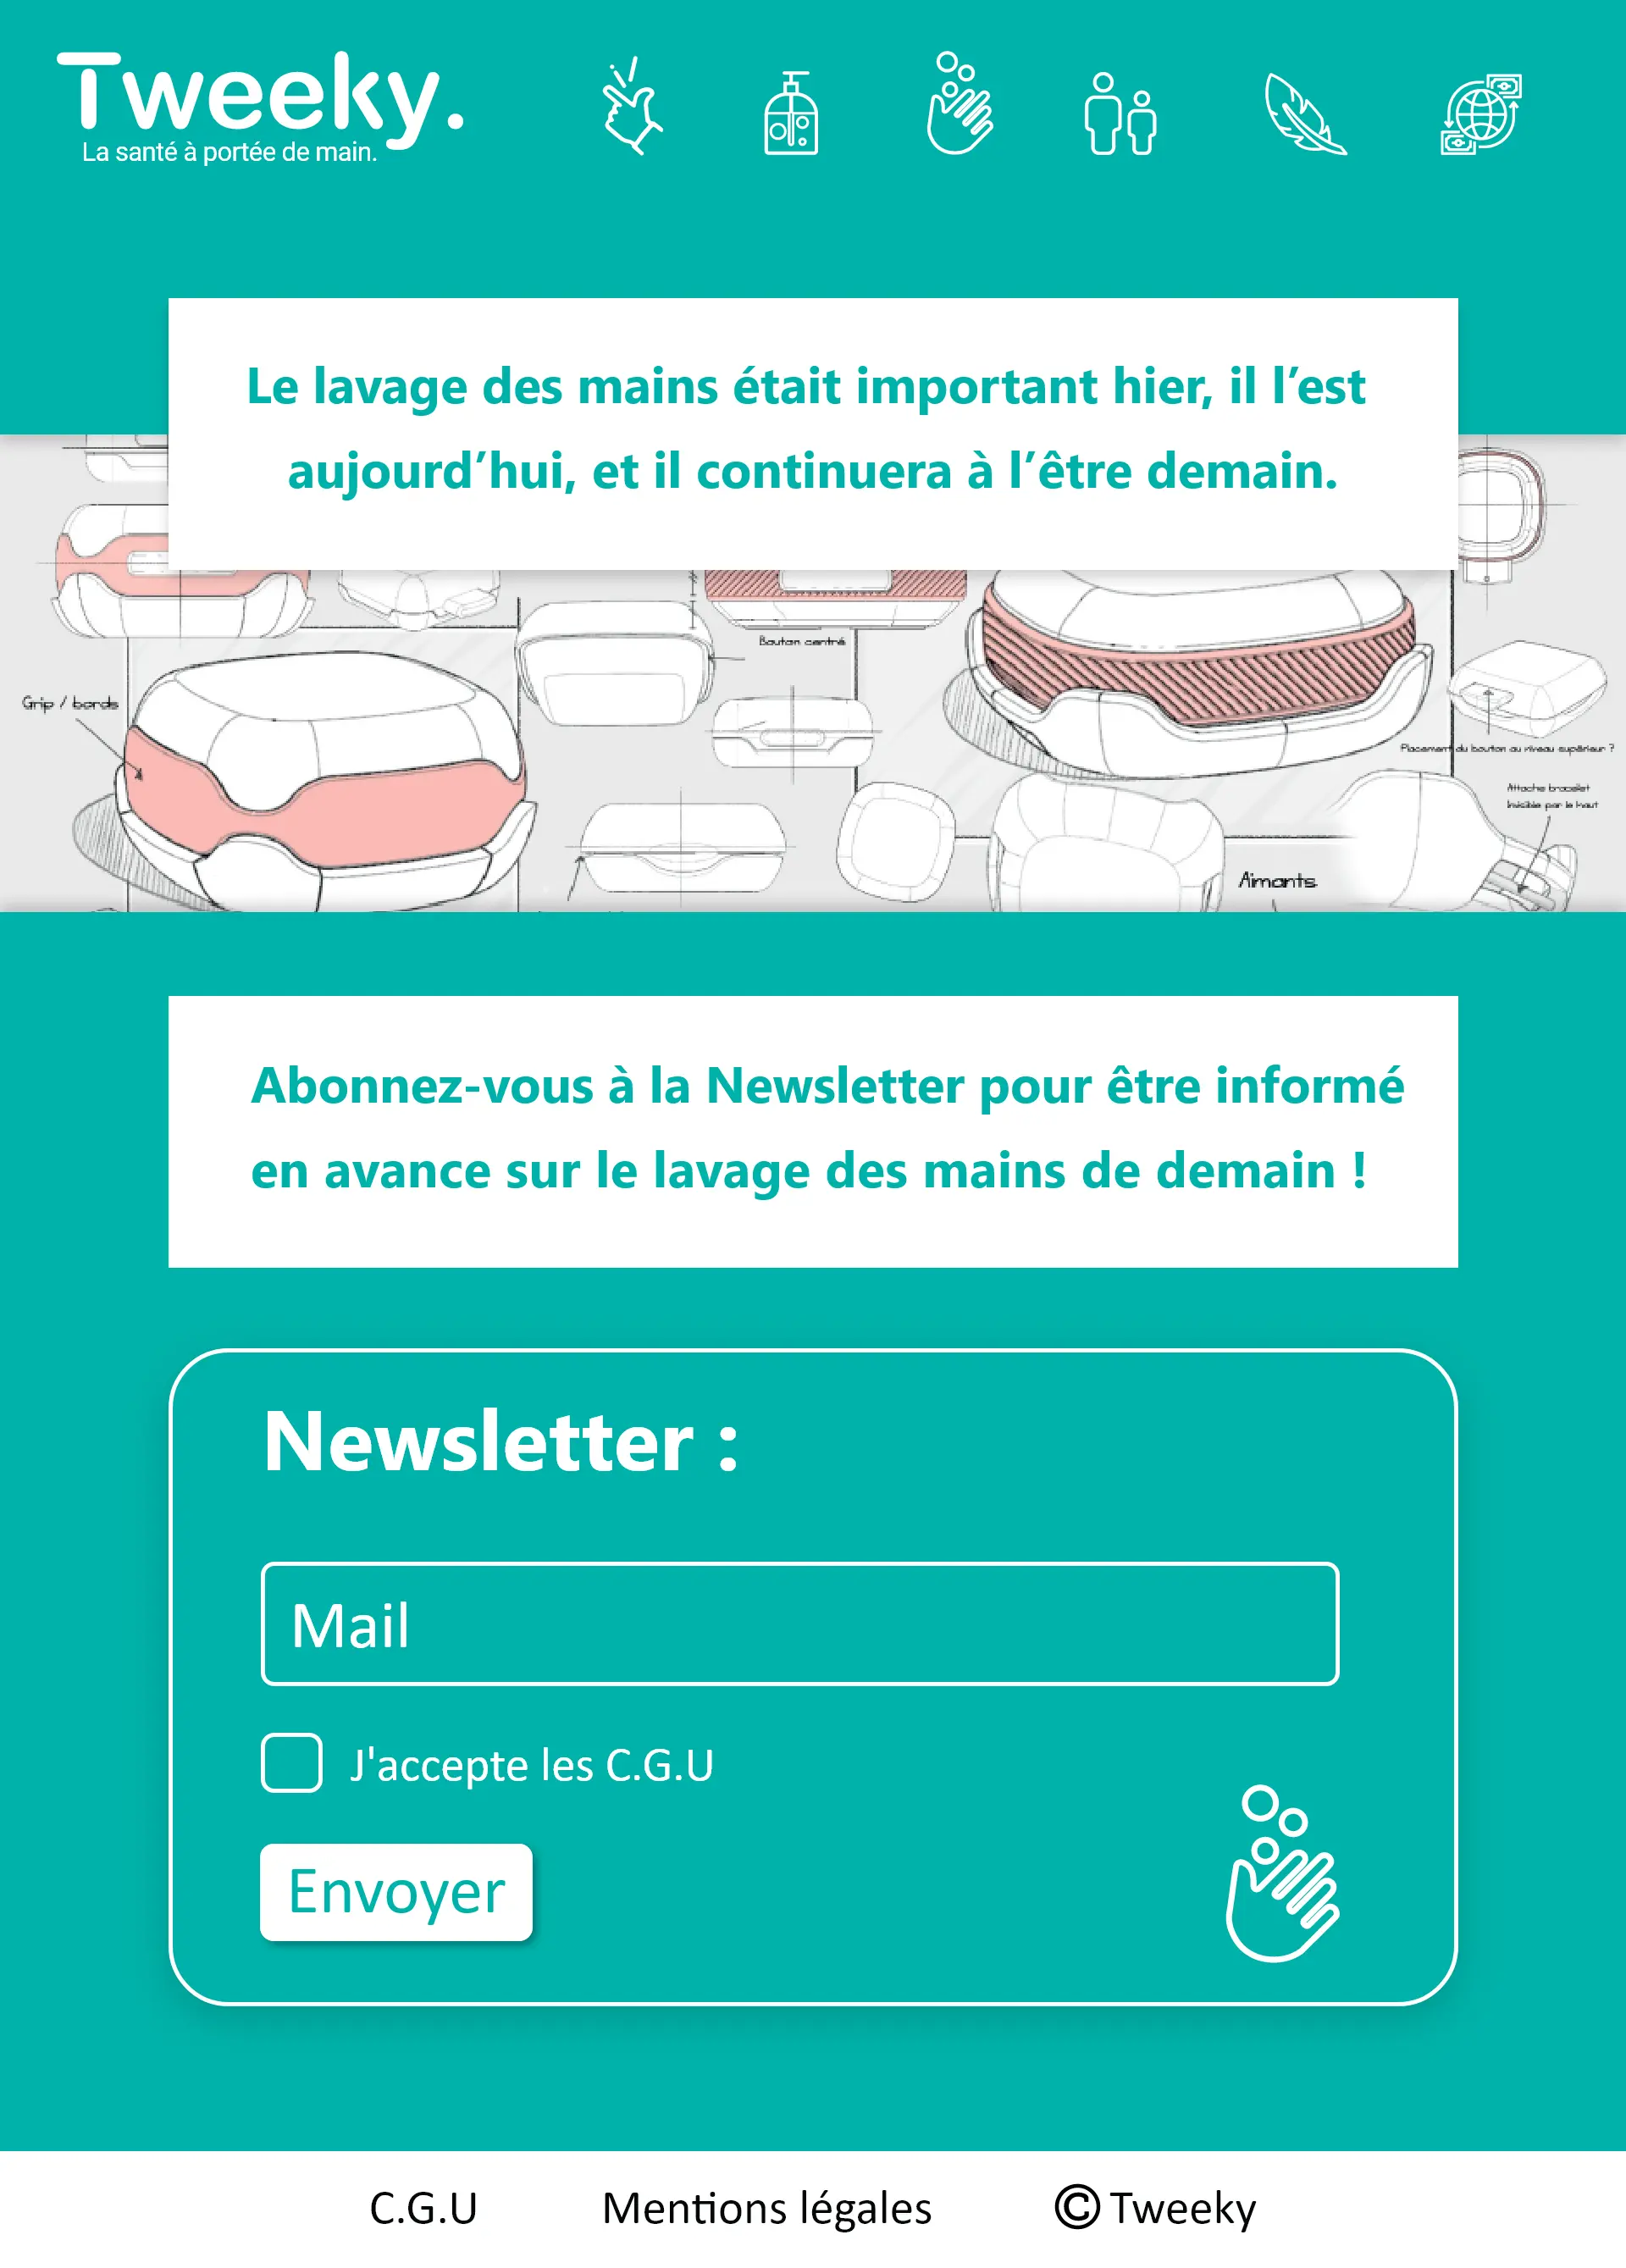 Tweeky.
La santé à portée de main.
Le lavage des mains était important hier, il l’est
aujourd’hui, et il continuera à l’être demain.
Bouton centré
Grip / bords
Placement du bouton au niveau supérieur ?
Attache bracelet
Invisible par le haut
Aimants
Abonnez-vous à la Newsletter pour être informé
en avance sur le lavage des mains de demain !
Newsletter :
Mail
J'accepte les C.G.U
Envoyer
C.G.U
Mentions légales
© Tweeky